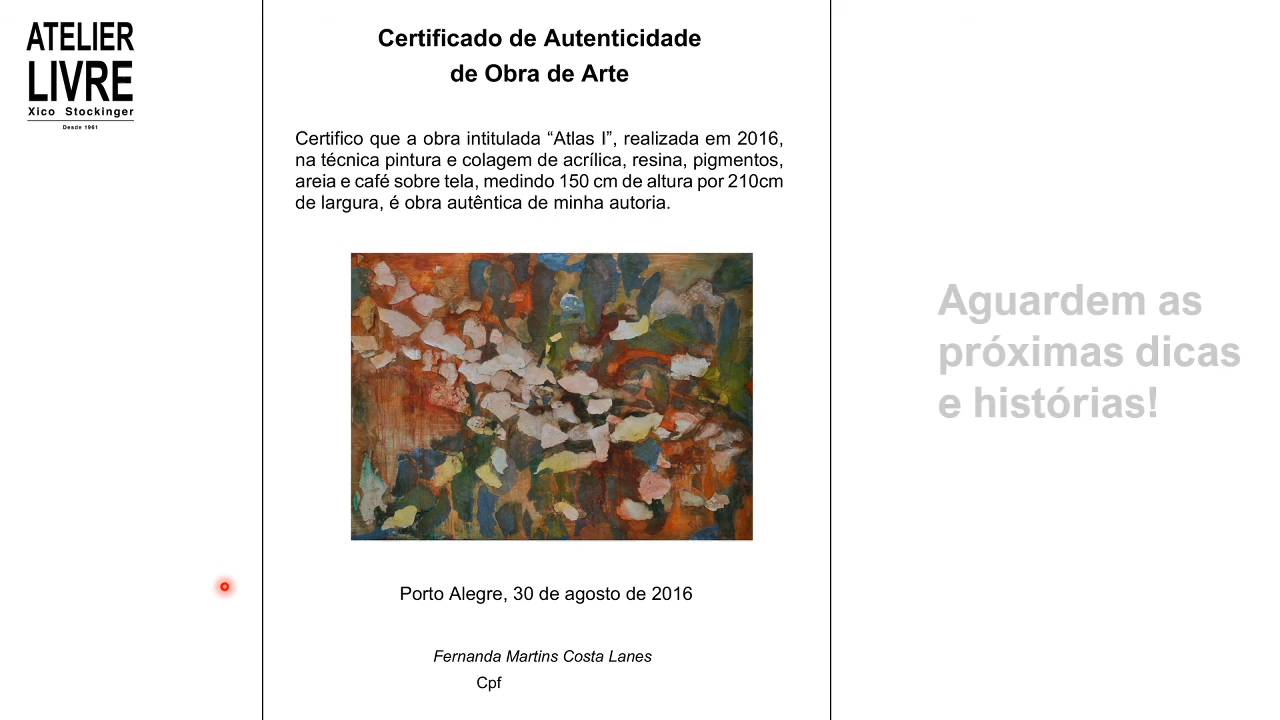 ATELIER
LIVRE
Xico Stockinger
Desde 1961
Certificado de Autenticidade
de Obra de Arte
Certifico que a obra intitulada “Atlas I”, realizada em 2016,
na técnica pintura e colagem de acrílica, resina, pigmentos,
areia e café sobre tela, medindo 150 cm de altura por 210cm
de largura, é obra autêntica de minha autoria.
Porto Alegre, 30 de agosto de 2016
Fernanda Martins Costa Lanes
Cpf
Aguardem as
próximas dicas
e histórias!